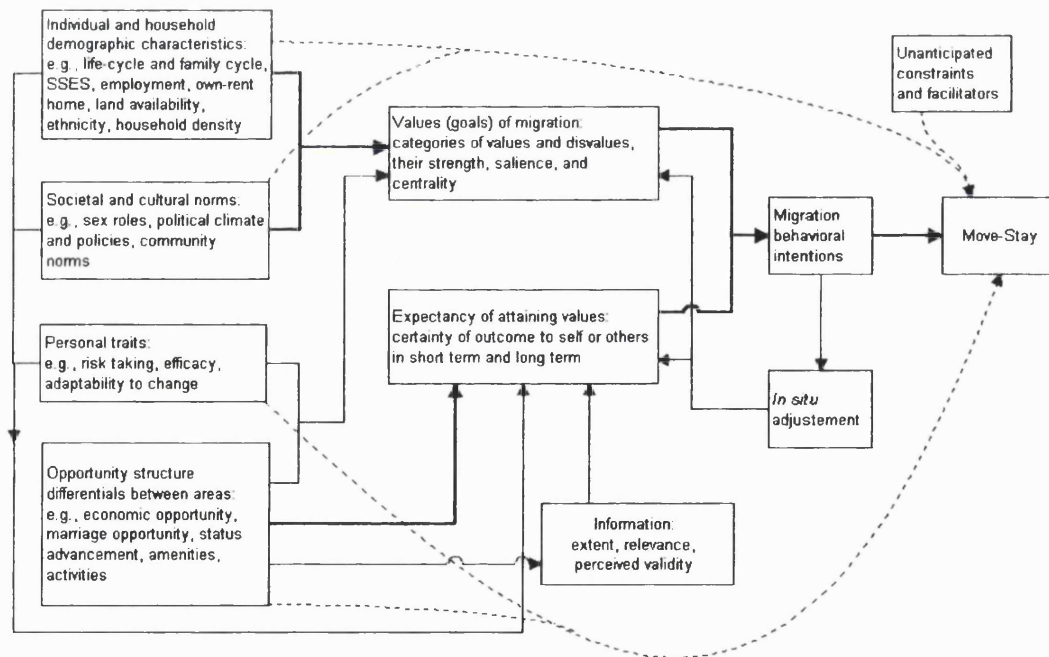 Individual and household
demographic characteristics:
e.g., life-cycle and family cycle,
SSES, employment, own-rent
home, land availability,
ethnicity, household density
Unanticipated
constraints
and facilitators
Values (goals) of migration:
categories of values and disvalues,
their strength, salience, and
centrality
Societal and cultural norms:
e.g., sex roles, political climate
and policies, community
norms
Migration
behavioral
intentions
Move-Stay
Expectancy of attaining values:
certainty of outcome to self or others
in short term and long term
Personal traits:
e.g., risk taking, efficacy,
adaptability to change
In situ
adjustement
Opportunity structure
differentials between areas:
e.g., economic opportunity,
marriage opportunity, status
advancement, amenities,
activities
Information:
extent, relevance,
perceived validity